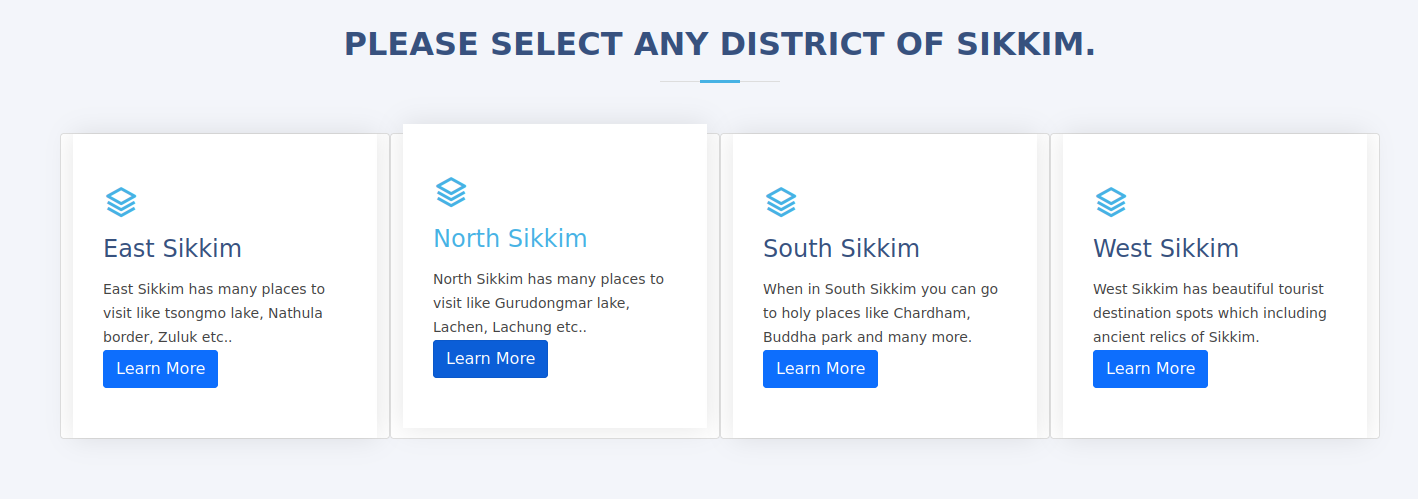 PLEASE SELECT ANY DISTRICT OF SIKKIM.
East Sikkim
East Sikkim has many places to
visit like tsongmo lake, Nathula
border, Zuluk etc..
Learn More
North Sikkim
North Sikkim has many places to
visit like Gurudongmar lake,
Lachen, Lachung etc..
Learn More
South Sikkim
When in South Sikkim you can go
to holy places like Chardham,
Buddha park and many more.
Learn More
West Sikkim
West Sikkim has beautiful tourist
destination spots which including
ancient relics of Sikkim.
Learn More